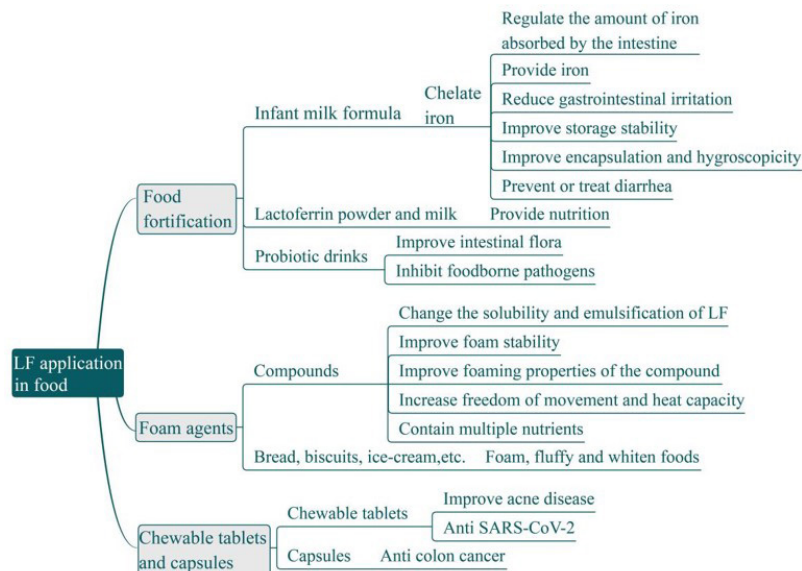 Regulate the amount of iron
absorbed by the intestine
Provide iron
Reduce gastrointestinal irritation
Improve storage stability
Improve encapsulation and hygroscopicity
Prevent or treat diarrhea
Infant milk formula
Chelate
iron
Food
fortification
Lactoferrin powder and milk
Provide nutrition
Probiotic drinks
Improve intestinal flora
Inhibit foodborne pathogens
LF application
in food
Change the solubility and emulsification of LF
Improve foam stability
Improve foaming properties of the compound
Increase freedom of movement and heat capacity
Contain multiple nutrients
Compounds
Foam agents
Bread, biscuits, ice-cream,etc.
Foam, fluffy and whiten foods
Chewable tablets
and capsules
Chewable tablets
Improve acne disease
Anti SARS-CoV-2
Capsules
Anti colon cancer